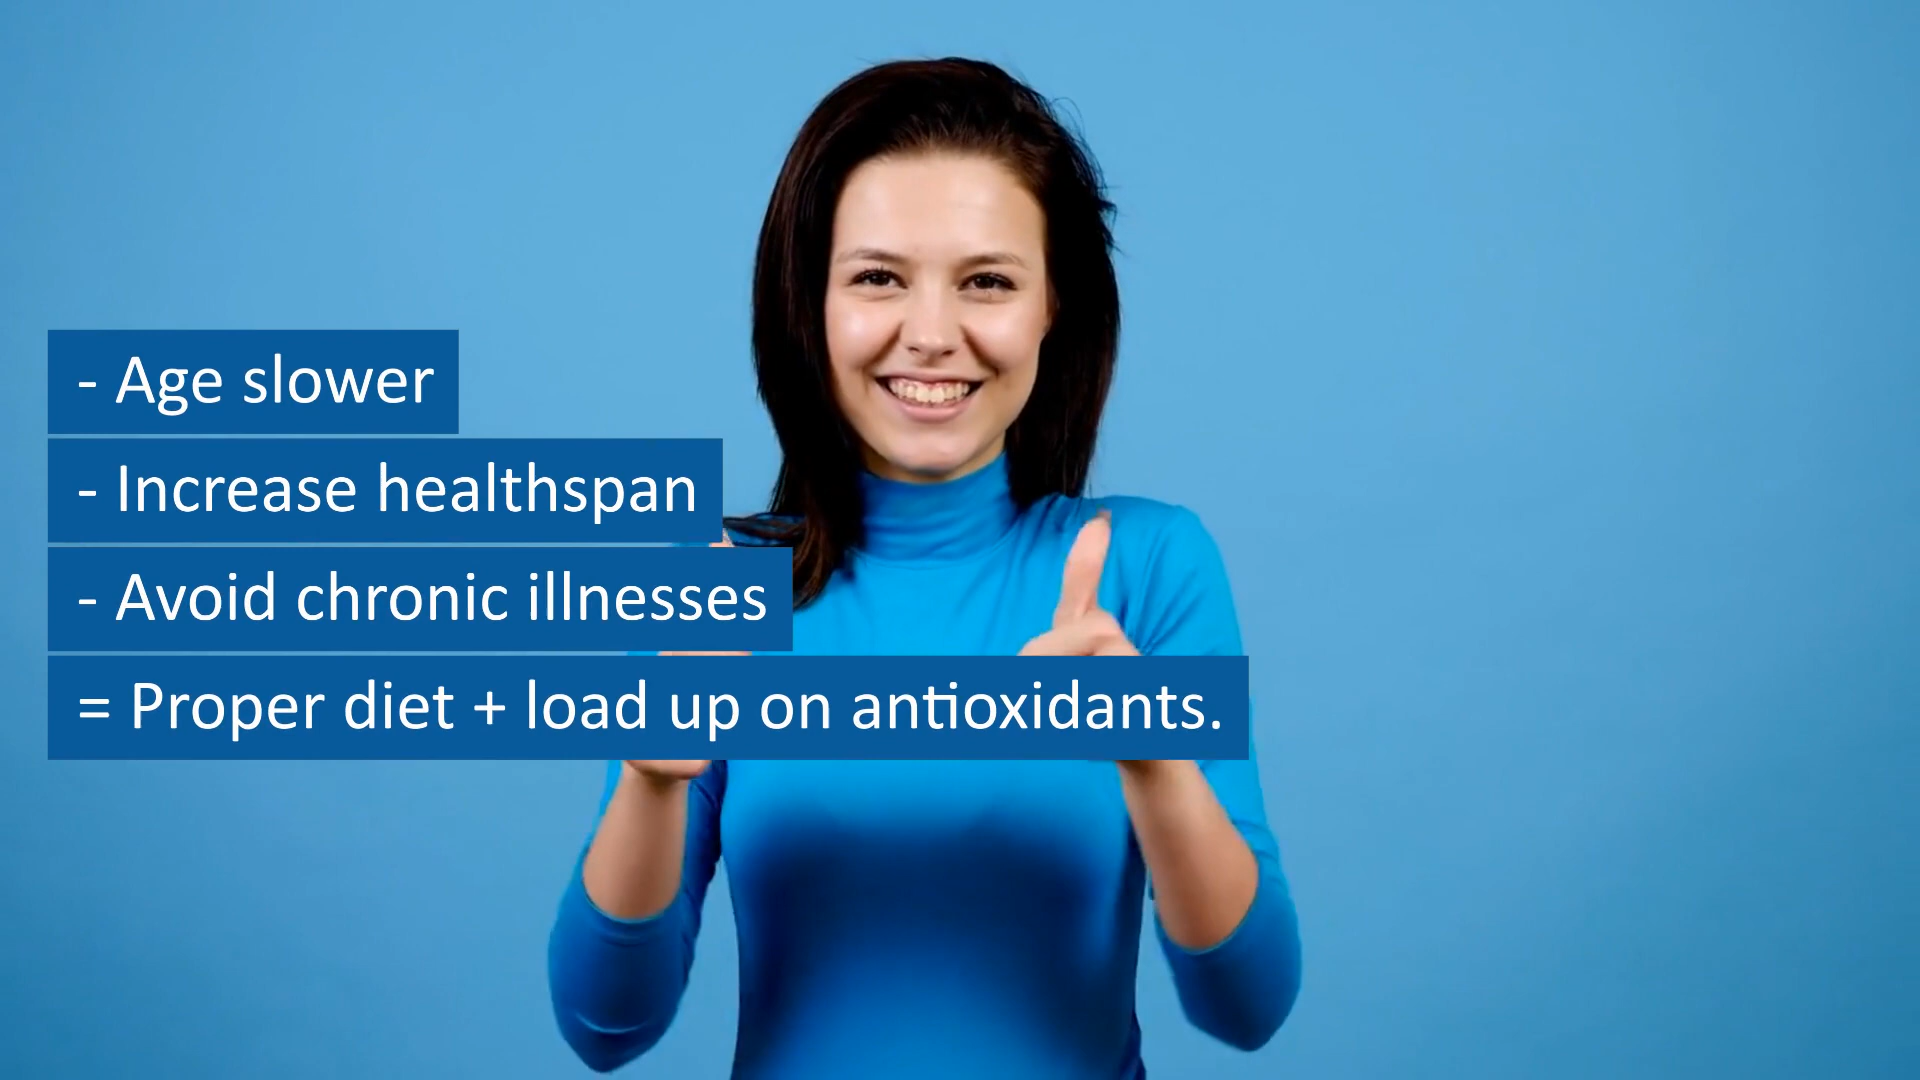 - Age slower
- Increase healthspan
- Avoid chronic illnesses
= Proper diet + load up on antioxidants.